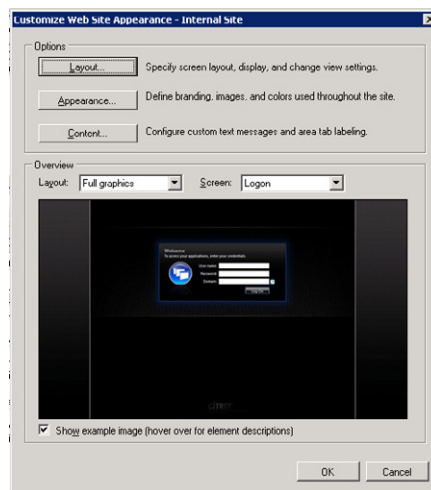 Customize Web Site Appearance - Internal Site
Options
Layout... Specify screen layout, display, and change view settings.
Appearance... Define branding, images, and colors used throughout the site.
Content... Configure custom text messages and area tab labeling.
Overview
Layout: Full graphics Screen: Logon
Welcome
To access your applications, enter your credentials.
User name:
Password:
Domain:
Log On
CITRIX
Show example image (hover over for element descriptions)
OK Cancel